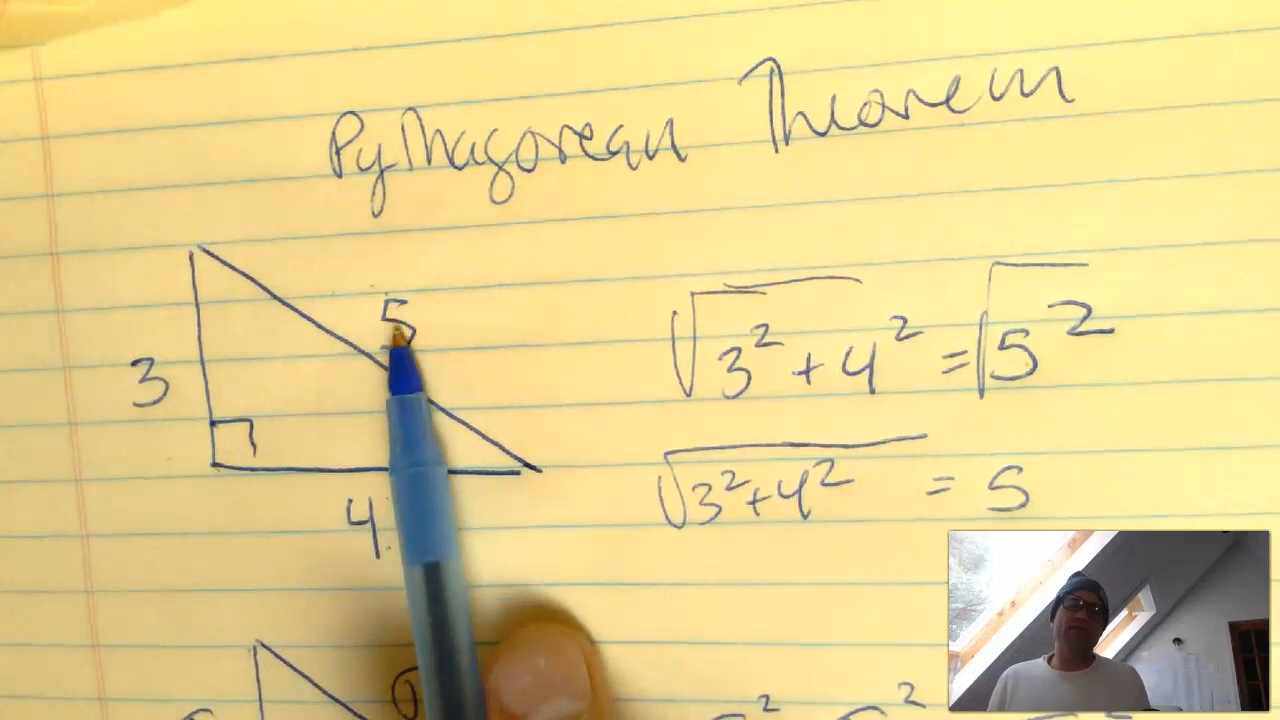 Pythagorean Theorem
5
3
√3² + 4² = √5²
4
√3²+4² = 5